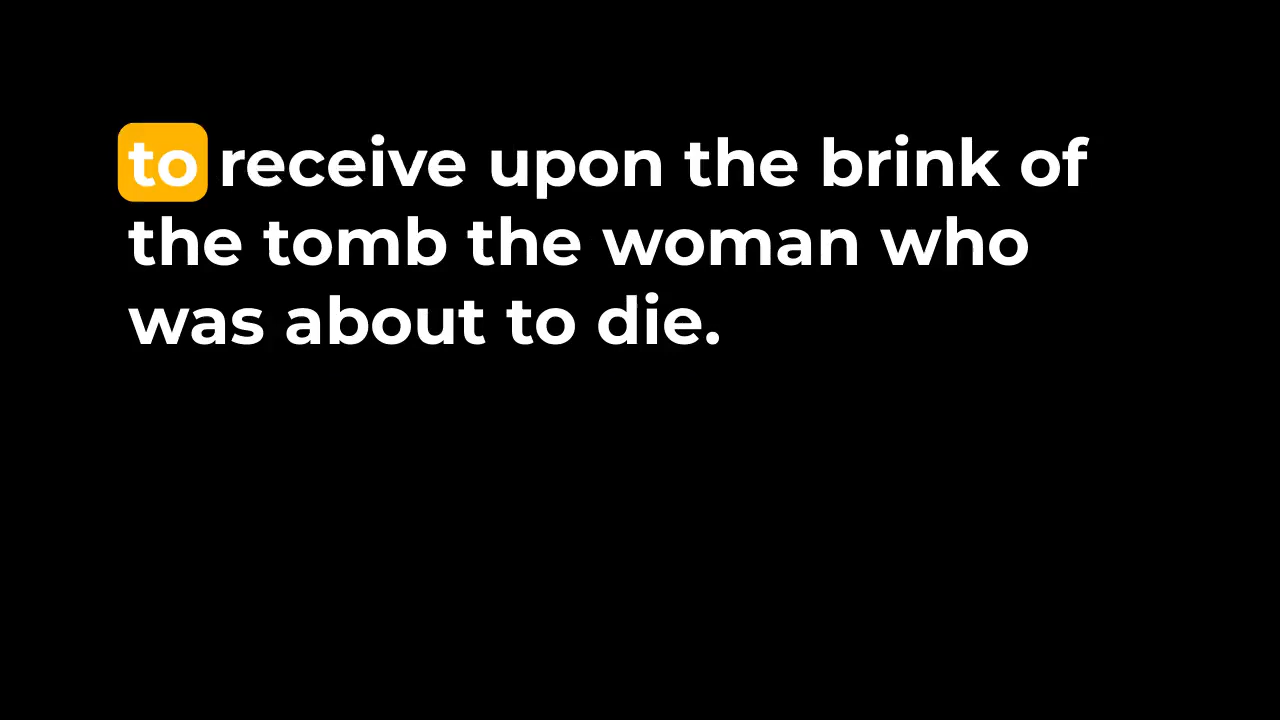 to receive upon the brink of
the tomb the woman who
was about to die.